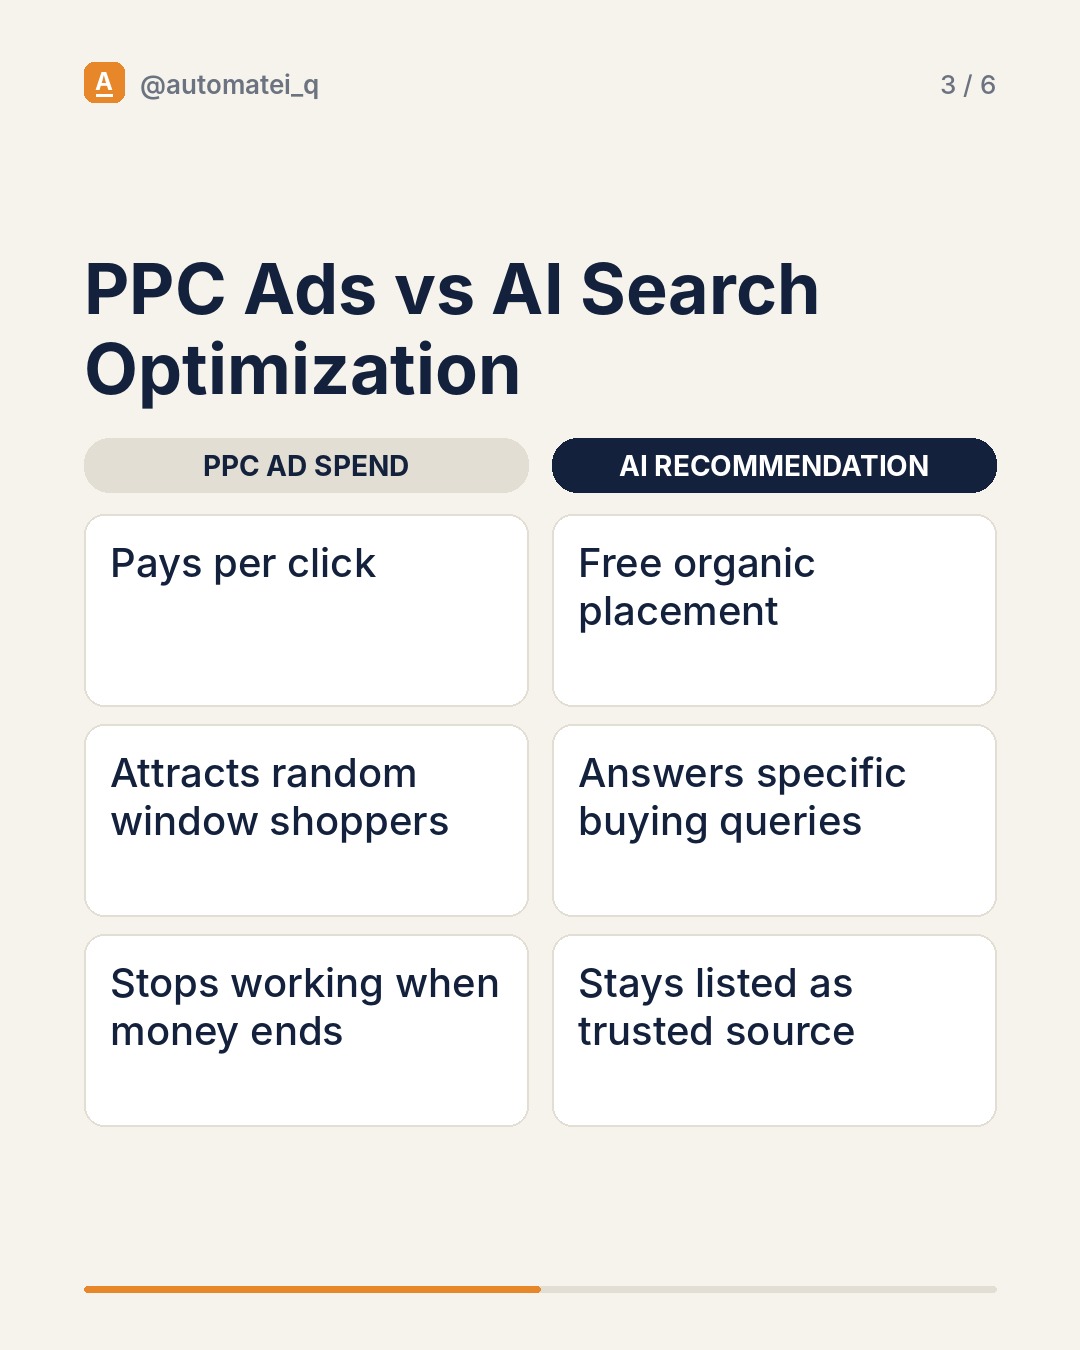 A
@automatei_q
3 / 6
PPC Ads vs AI Search
Optimization
PPC AD SPEND
AI RECOMMENDATION
Pays per click
Free organic
placement
Attracts random
window shoppers
Answers specific
buying queries
Stops working when
money ends
Stays listed as
trusted source